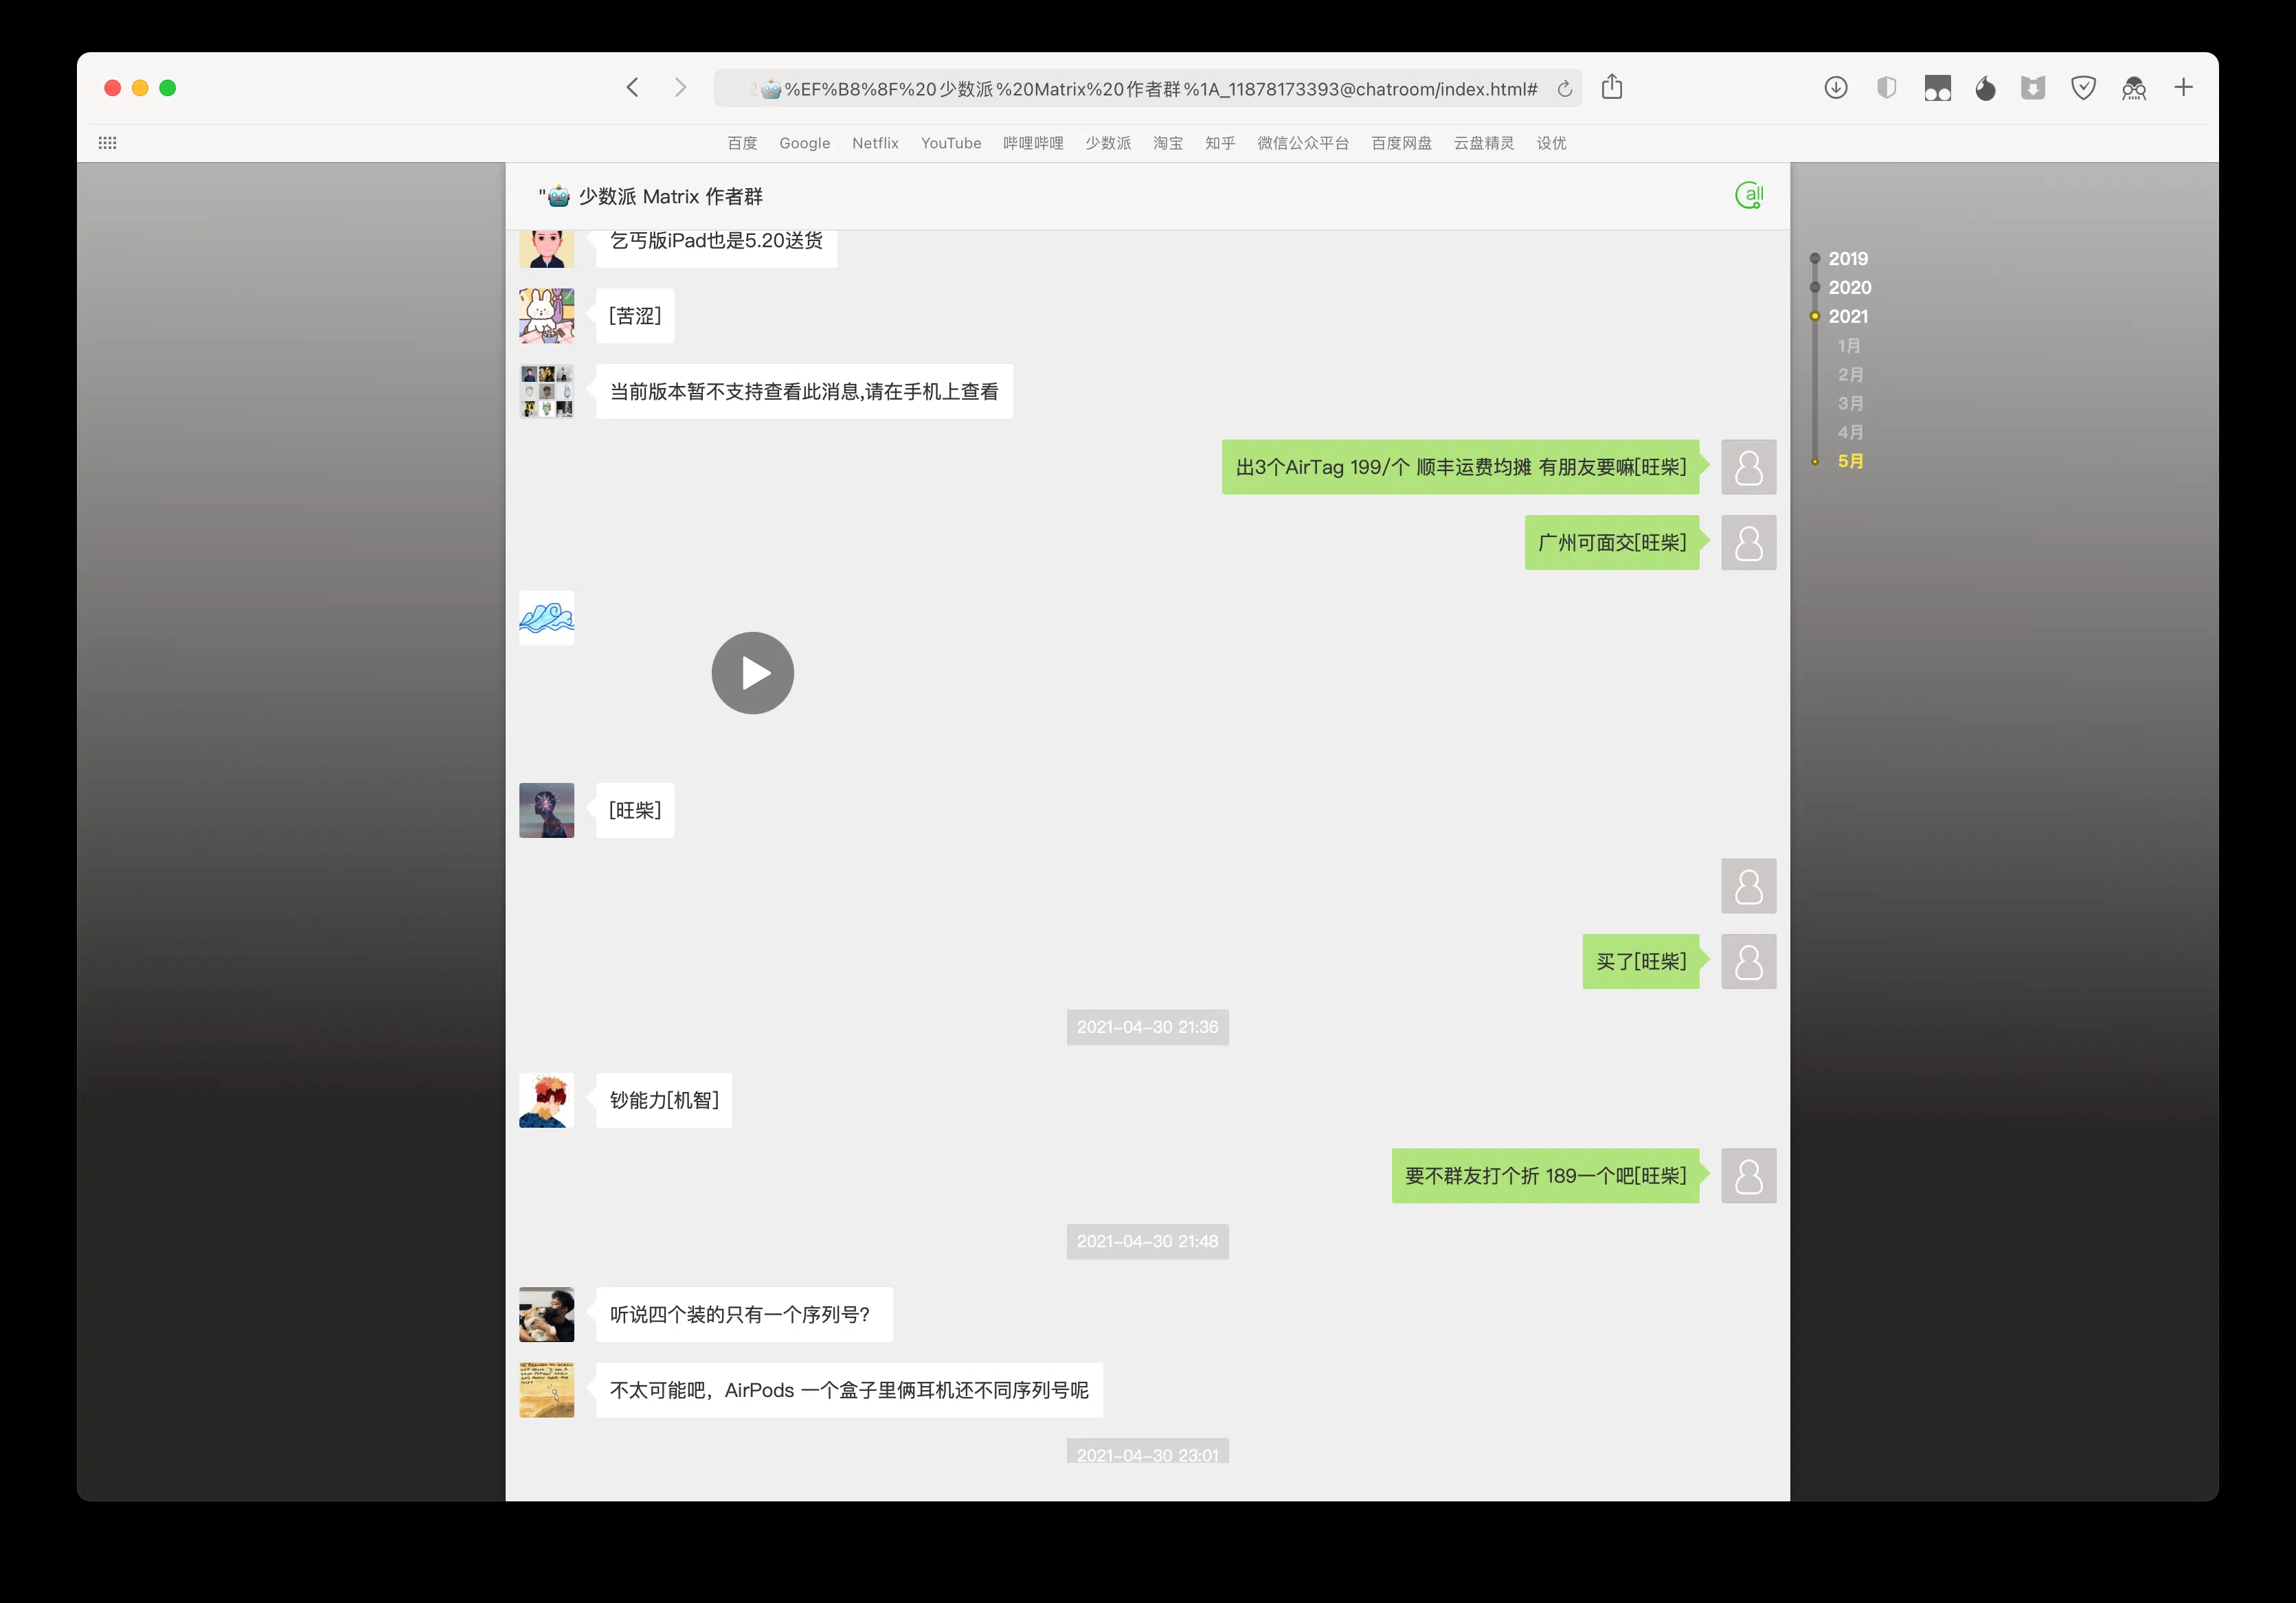 %EF%B8%8F%20少数派%20Matrix%20作者群%1A_11878173393@chatroom/index.html#
百度 Google Netflix YouTube 哔哩哔哩 少数派 淘宝 知乎 微信公众平台 百度网盘 云盘精灵 设优
"🤖 少数派 Matrix 作者群
all
乞丐版iPad也是5.20送货
[苦涩]
当前版本暂不支持查看此消息,请在手机上查看
出3个AirTag 199/个 顺丰运费均摊 有朋友要嘛[旺柴]
广州可面交[旺柴]
[旺柴]
买了[旺柴]
2021-04-30 21:36
钞能力[机智]
要不群友打个折 189一个吧[旺柴]
2021-04-30 21:48
听说四个装的只有一个序列号？
不太可能吧，AirPods 一个盒子里俩耳机还不同序列号呢
2021-04-30 23:01
2019
2020
2021
1月
2月
3月
4月
5月